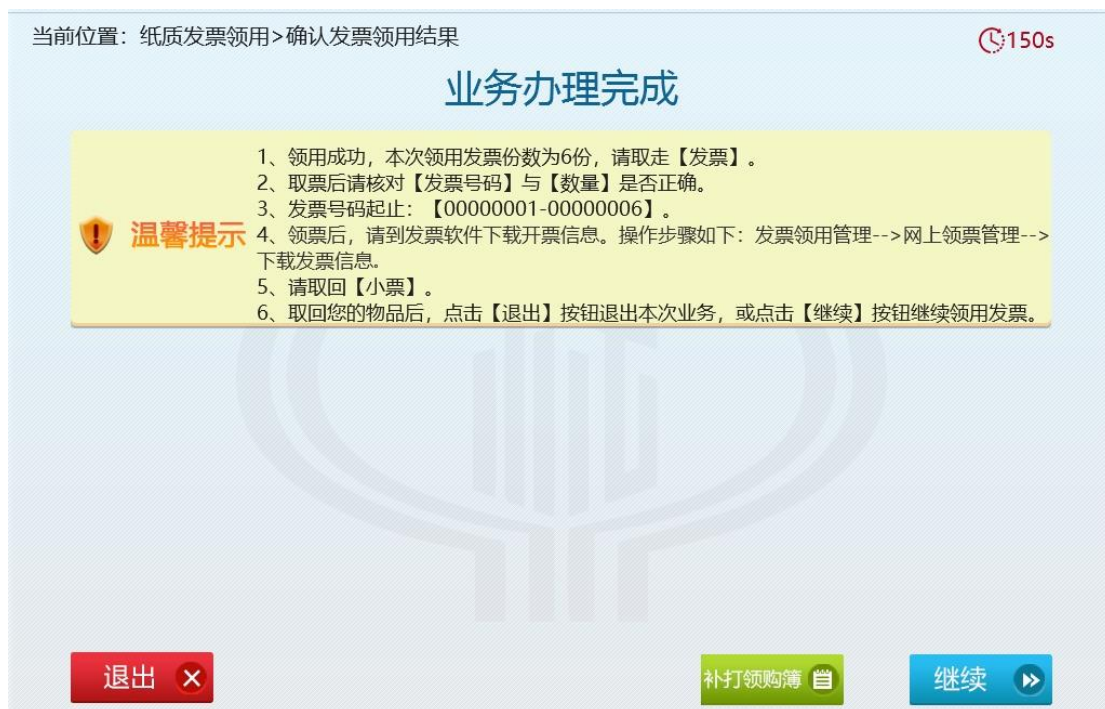 当前位置：纸质发票领用>确认发票领用结果
150s
业务办理完成
温馨提示
1、领用成功，本次领用发票份数为6份，请取走【发票】。
2、取票后请核对【发票号码】与【数量】是否正确。
3、发票号码起止：【00000001-00000006】。
4、领票后，请到发票软件下载开票信息。操作步骤如下：发票领用管理-->网上领票管理-->
下载发票信息.
5、请取回【小票】。
6、取回您的物品后，点击【退出】按钮退出本次业务，或点击【继续】按钮继续领用发票。
退出
补打领购簿
继续